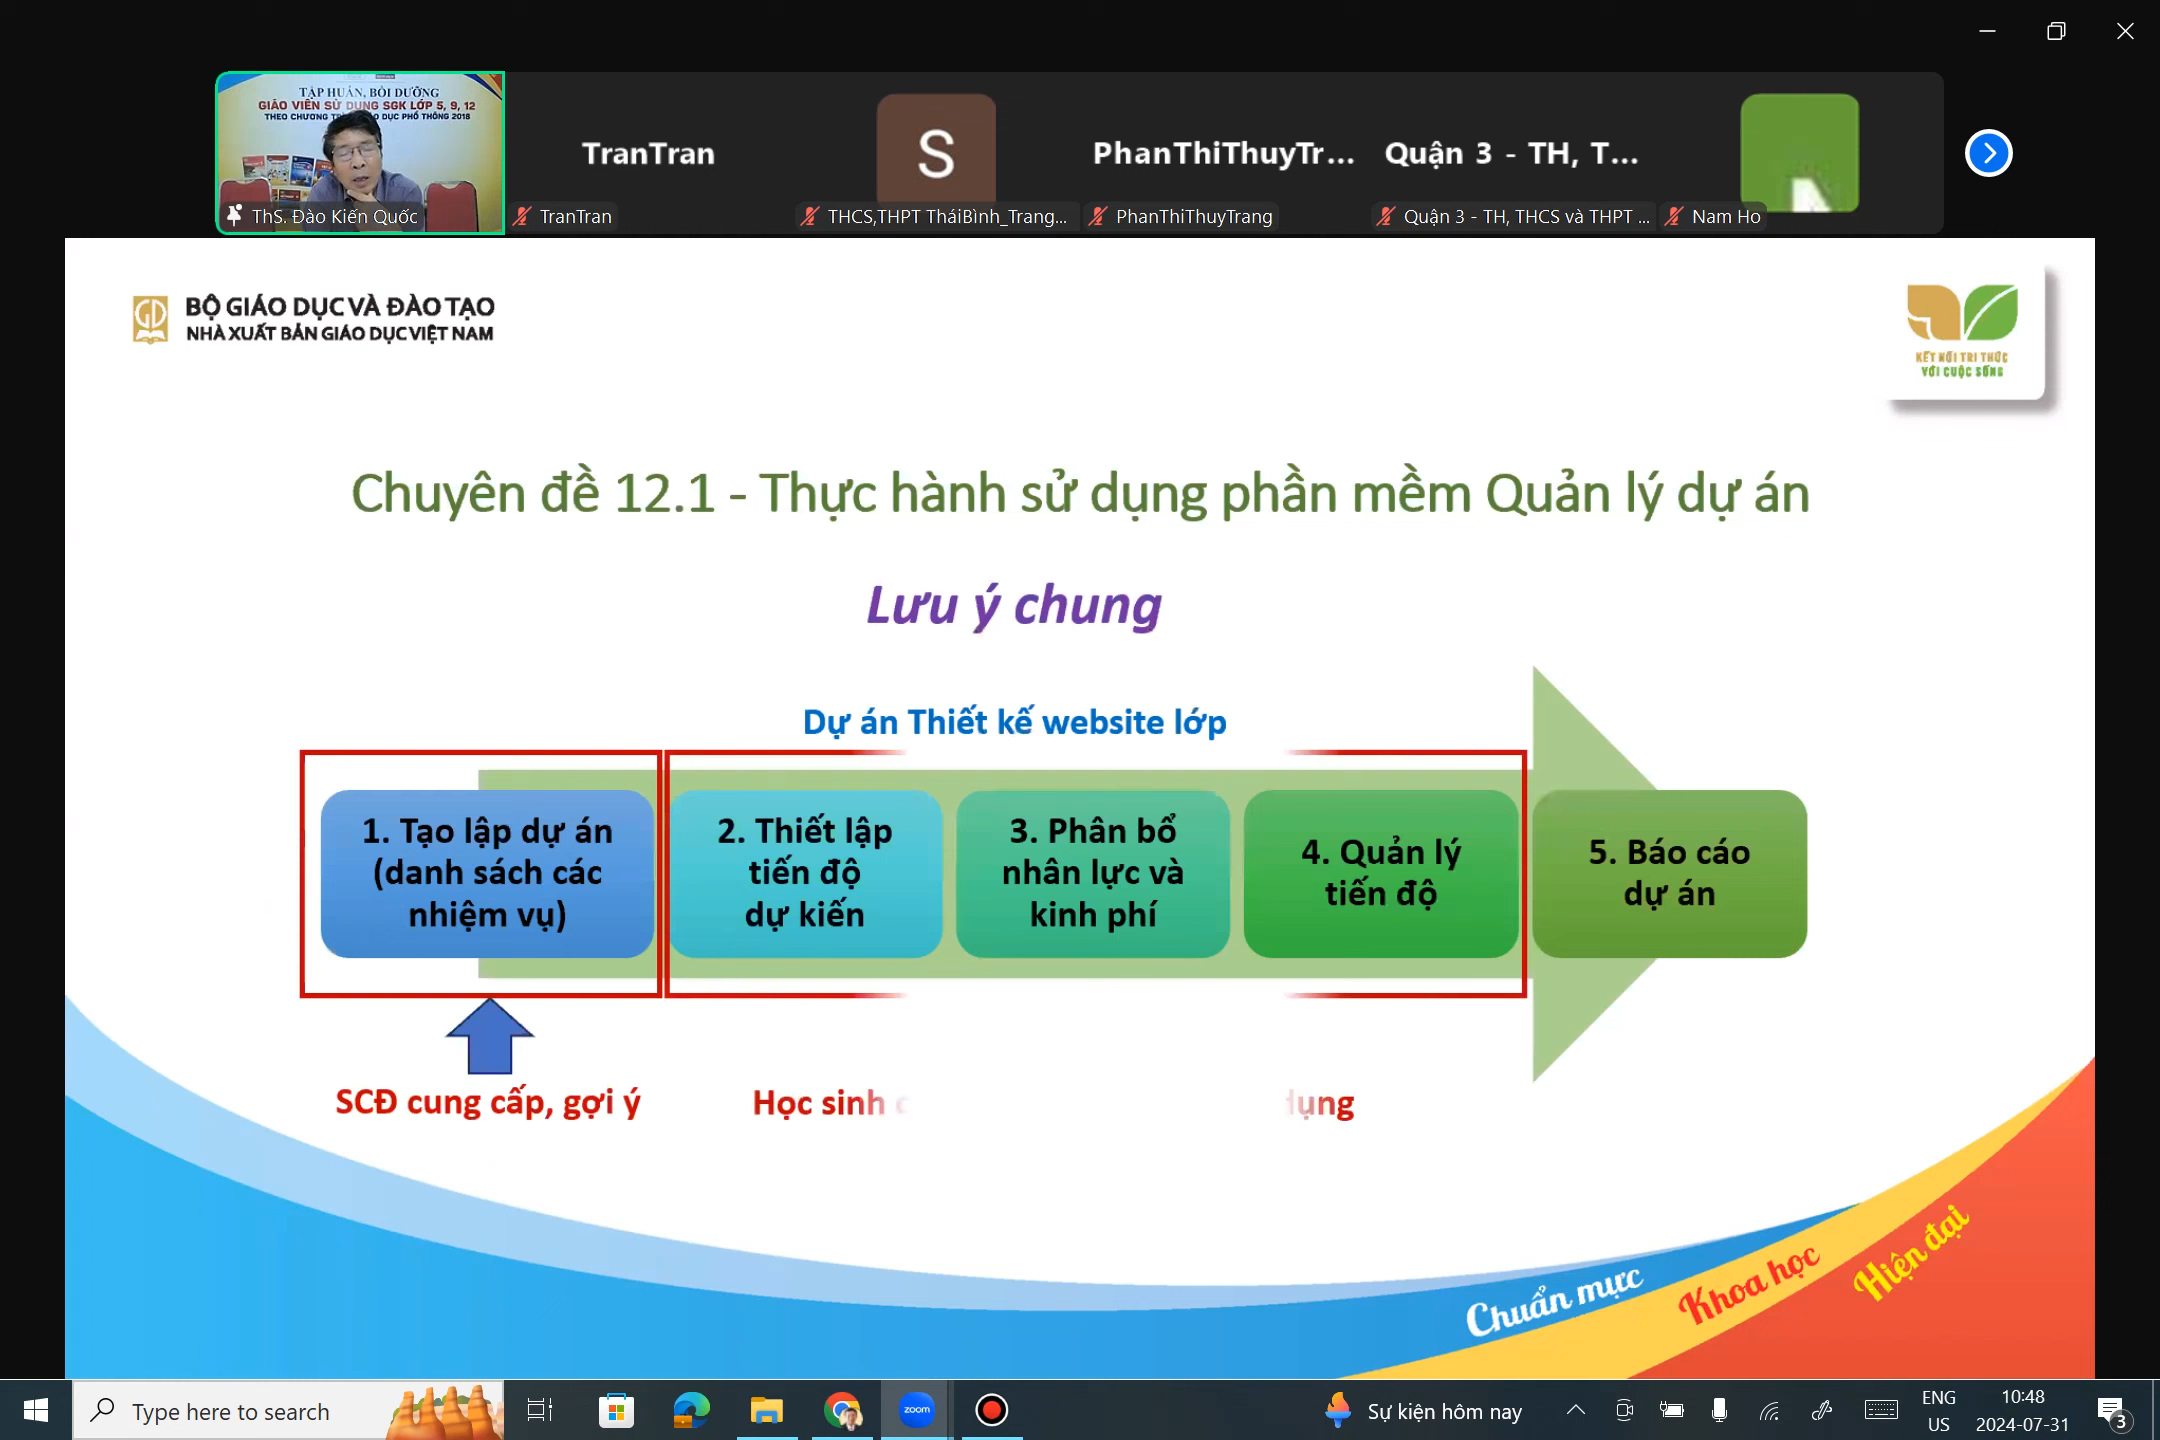 TẬP HUẤN, BỒI DƯỠNG
GIÁO VIÊN SỬ DỤNG SGK LỚP 5, 9, 12
ThS. Đào Kiến Quốc
TranTran
TranTran
S
THCS,THPT TháiBình_Trang...
PhanThiThuyTr...
PhanThiThuyTrang
Quận 3 - TH, T...
Quận 3 - TH, THCS và THPT ...
Nam Ho
BỘ GIÁO DỤC VÀ ĐÀO TẠO
NHÀ XUẤT BẢN GIÁO DỤC VIỆT NAM
KẾT NỐI TRI THỨC
VỚI CUỘC SỐNG
Chuyên đề 12.1 - Thực hành sử dụng phần mềm Quản lý dự án
Lưu ý chung
Dự án Thiết kế website lớp
1. Tạo lập dự án
(danh sách các
nhiệm vụ)
2. Thiết lập
tiến độ
dự kiến
3. Phân bổ
nhân lực và
kinh phí
4. Quản lý
tiến độ
5. Báo cáo
dự án
SCĐ cung cấp, gợi ý
Học sinh
Chuẩn mực
Khoa học
Hiện đại
Type here to search
zoom
Sự kiện hôm nay
ENG
US
10:48
2024-07-31
3